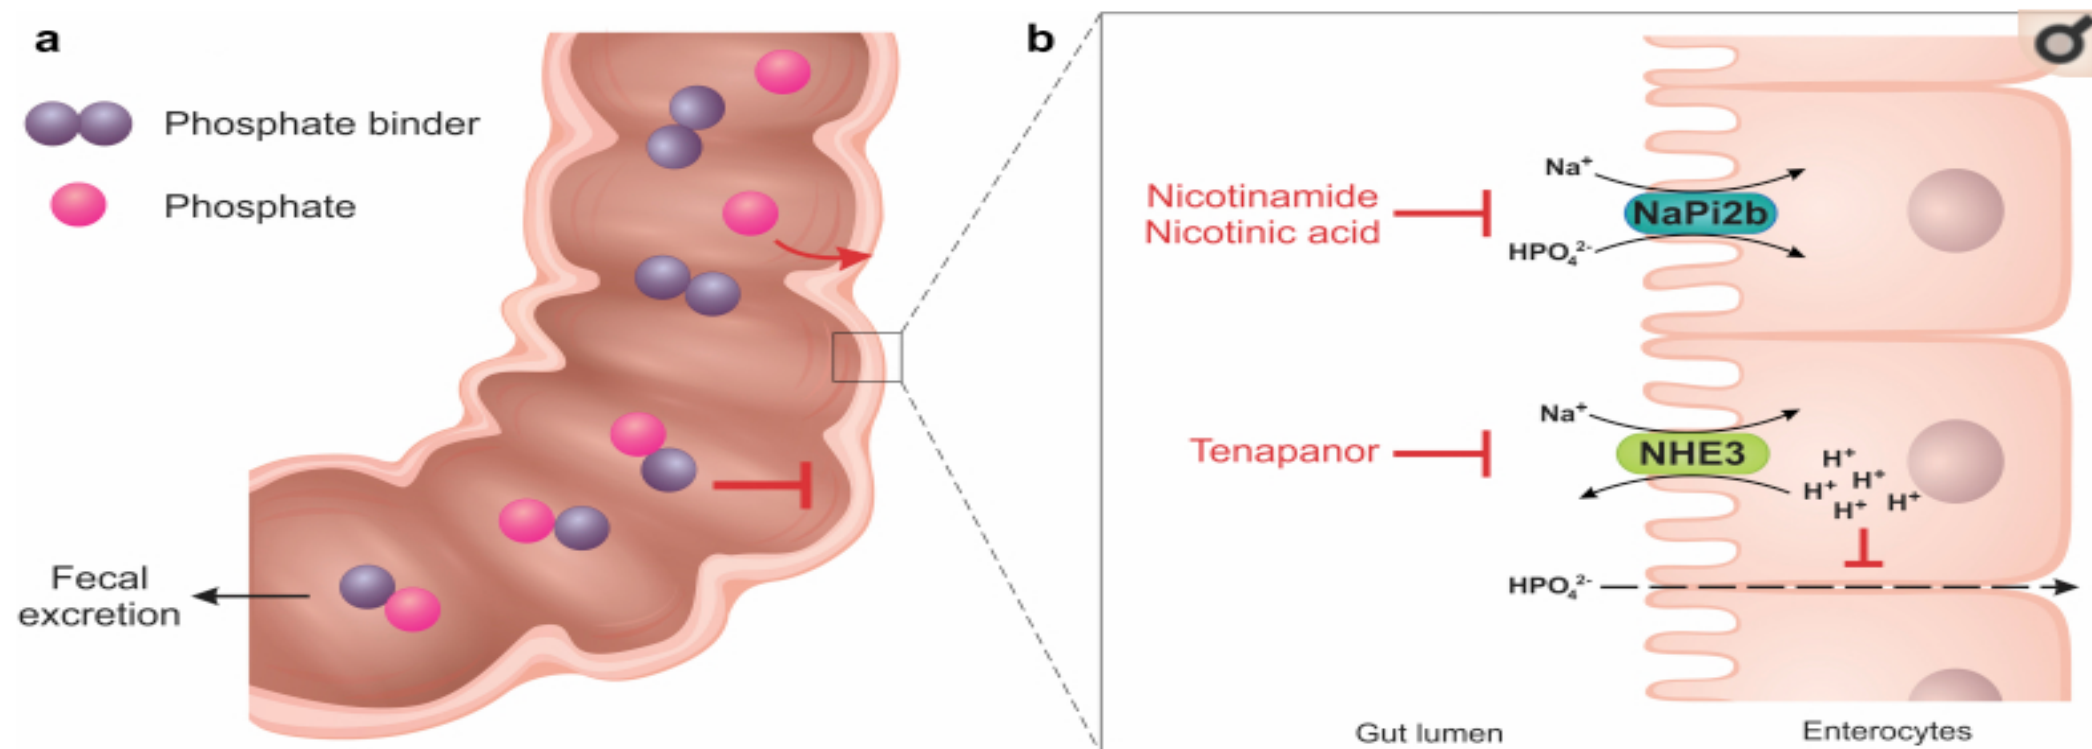 a
Phosphate binder
Phosphate
Fecal
excretion
b
Nicotinamide
Nicotinic acid
Na⁺
NaPi2b
HPO₄²⁻
Tenapanor
Na⁺
NHE3
H⁺
H⁺
H⁺
H⁺
H⁺
HPO₄²⁻
Gut lumen
Enterocytes